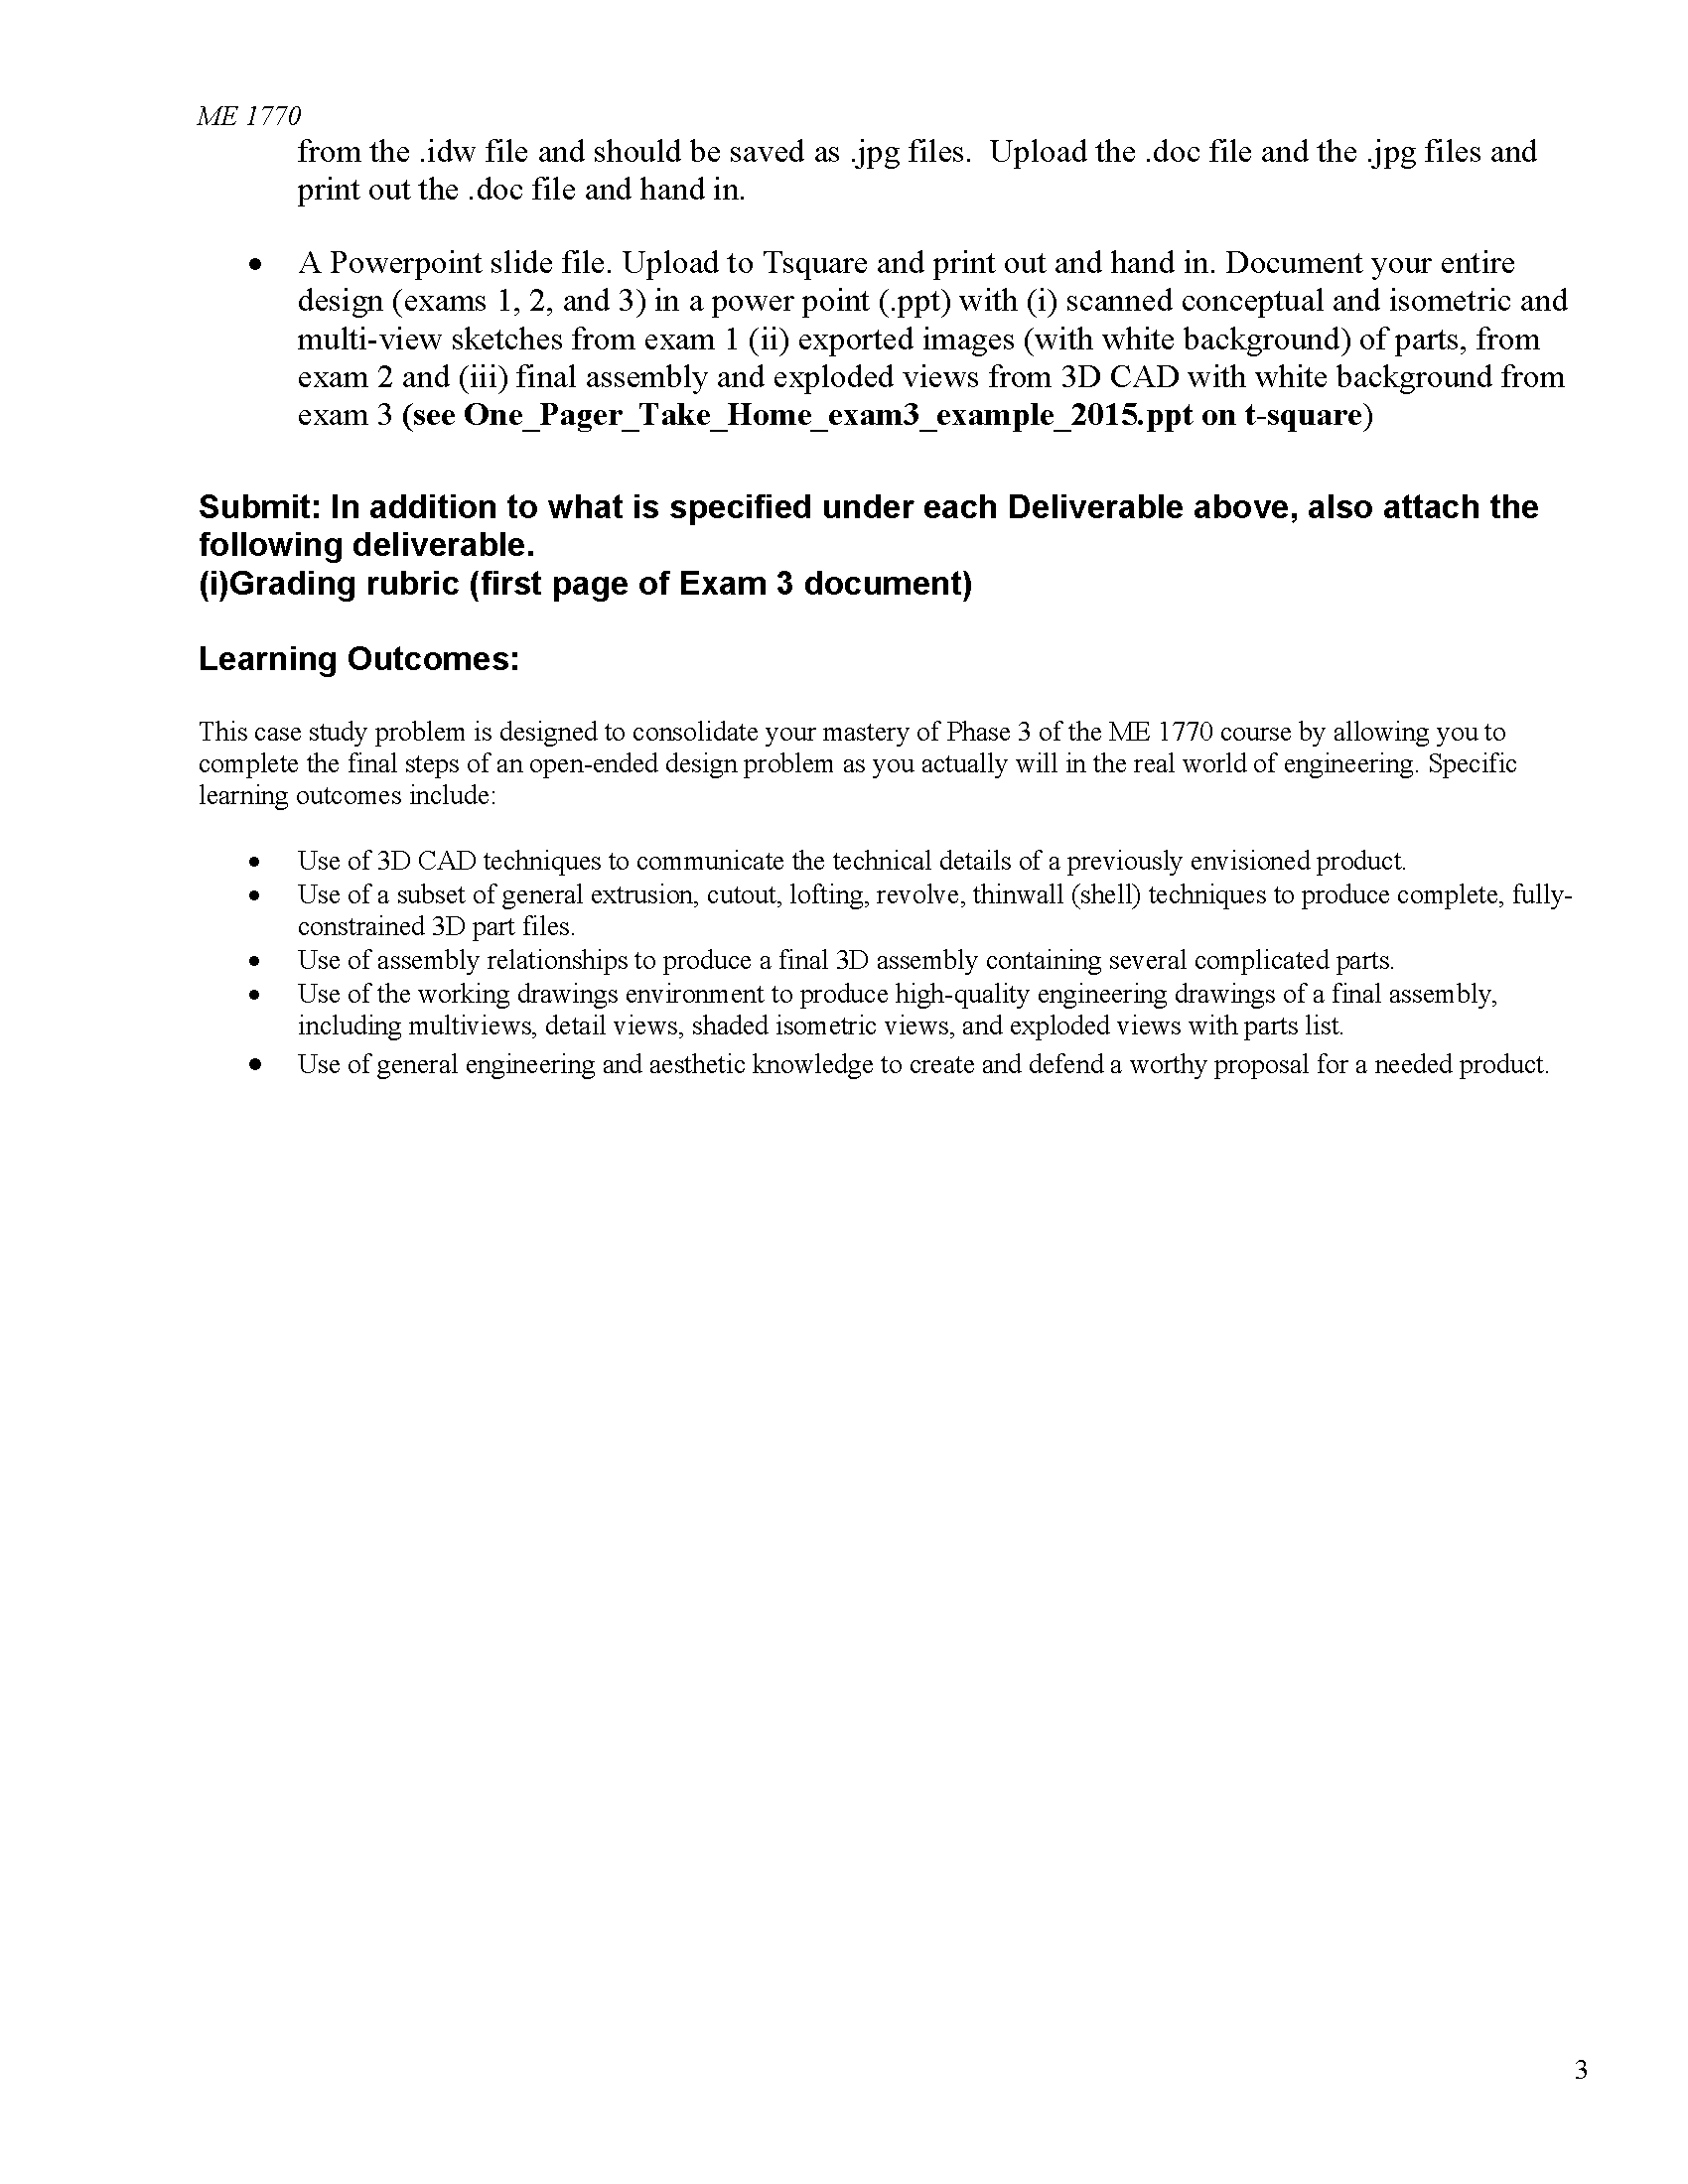 ME 1770
from the .idw file and should be saved as .jpg files.  Upload the .doc file and the .jpg files and
print out the .doc file and hand in.
• A Powerpoint slide file. Upload to Tsquare and print out and hand in. Document your entire
design (exams 1, 2, and 3) in a power point (.ppt) with (i) scanned conceptual and isometric and
multi-view sketches from exam 1 (ii) exported images (with white background) of parts, from
exam 2 and (iii) final assembly and exploded views from 3D CAD with white background from
exam 3 (see One_Pager_Take_Home_exam3_example_2015.ppt on t-square)
Submit: In addition to what is specified under each Deliverable above, also attach the
following deliverable.
(i)Grading rubric (first page of Exam 3 document)
Learning Outcomes:
This case study problem is designed to consolidate your mastery of Phase 3 of the ME 1770 course by allowing you to
complete the final steps of an open-ended design problem as you actually will in the real world of engineering. Specific
learning outcomes include:
• Use of 3D CAD techniques to communicate the technical details of a previously envisioned product.
• Use of a subset of general extrusion, cutout, lofting, revolve, thinwall (shell) techniques to produce complete, fully-
constrained 3D part files.
• Use of assembly relationships to produce a final 3D assembly containing several complicated parts.
• Use of the working drawings environment to produce high-quality engineering drawings of a final assembly,
including multiviews, detail views, shaded isometric views, and exploded views with parts list.
• Use of general engineering and aesthetic knowledge to create and defend a worthy proposal for a needed product.
3